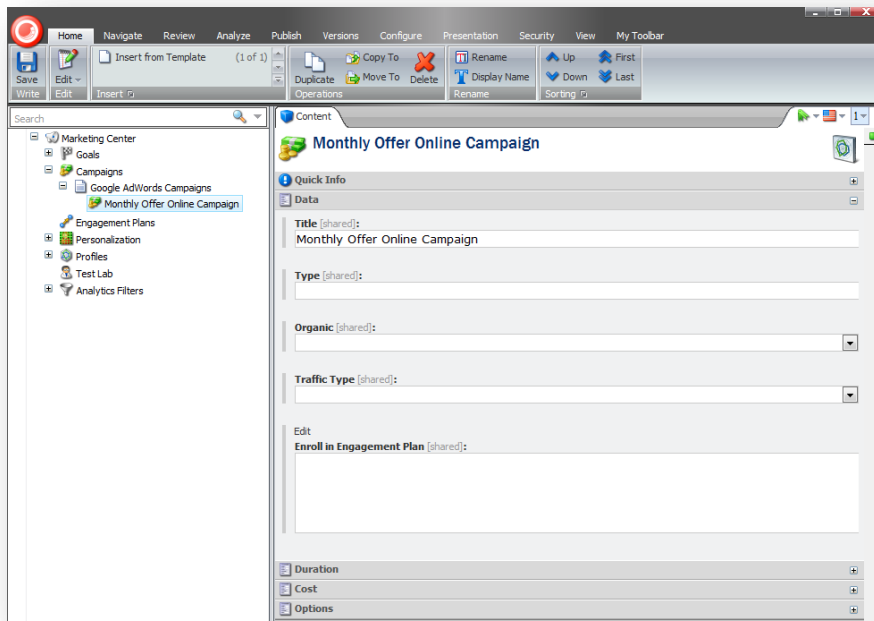 Home Navigate Review Analyze Publish Versions Configure Presentation Security View My Toolbar
Save
Write
Edit
Edit
Insert from Template (1 of 1)
Insert
Duplicate
Copy To
Move To
Delete
Operations
Rename
Display Name
Rename
Up
Down
First
Last
Sorting
Search
Marketing Center
Goals
Campaigns
Google AdWords Campaigns
Monthly Offer Online Campaign
Engagement Plans
Personalization
Profiles
Test Lab
Analytics Filters
Content
1
Monthly Offer Online Campaign
Quick Info
Data
Title [shared]:
Monthly Offer Online Campaign
Type [shared]:
Organic [shared]:
Traffic Type [shared]:
Edit
Enroll in Engagement Plan [shared]:
Duration
Cost
Options